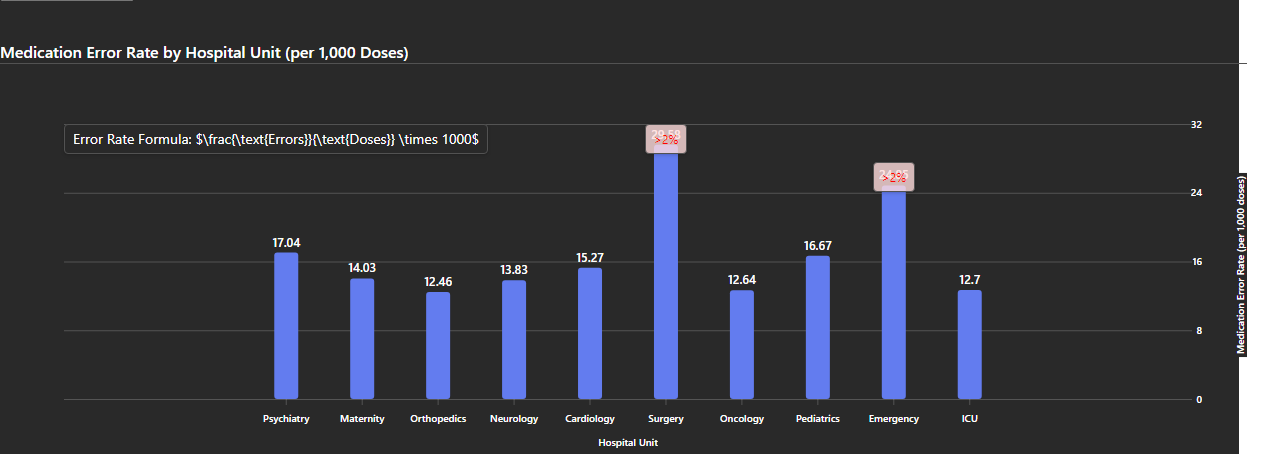 Medication Error Rate by Hospital Unit (per 1,000 Doses)
Error Rate Formula: $\frac{\text{Errors}}{\text{Doses}} \times 1000$
32
24
16
8
0
Medication Error Rate (per 1,000 doses)
17.04
14.03
12.46
13.83
15.27
>2%
12.64
16.67
>2%
12.7
Psychiatry
Maternity
Orthopedics
Neurology
Cardiology
Surgery
Oncology
Pediatrics
Emergency
ICU
Hospital Unit